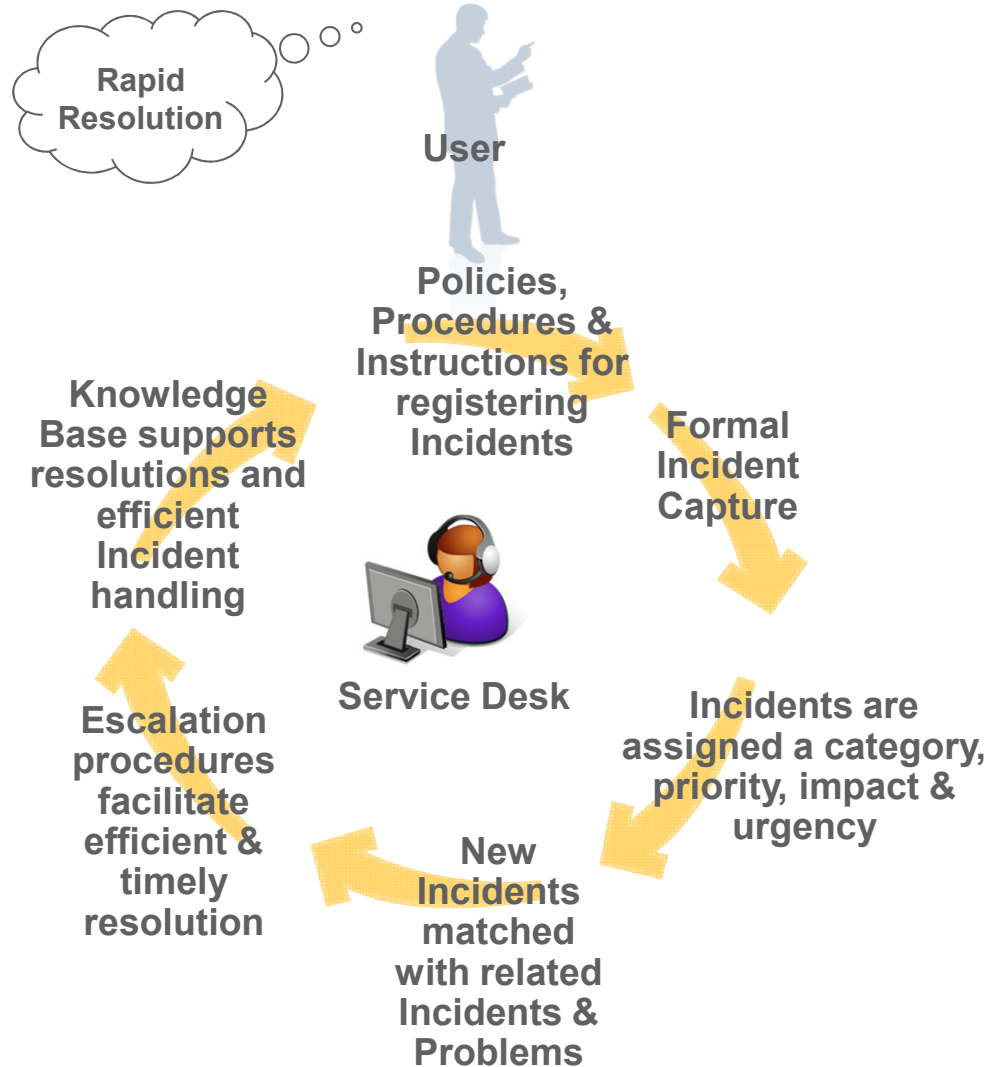 Rapid
Resolution
User
Policies,
Procedures &
Instructions for
registering
Incidents
Formal
Incident
Capture
Incidents are
assigned a category,
priority, impact &
urgency
New
Incidents
matched
with related
Incidents &
Problems
Escalation
procedures
facilitate
efficient &
timely
resolution
Knowledge
Base supports
resolutions and
efficient
Incident
handling
Service Desk